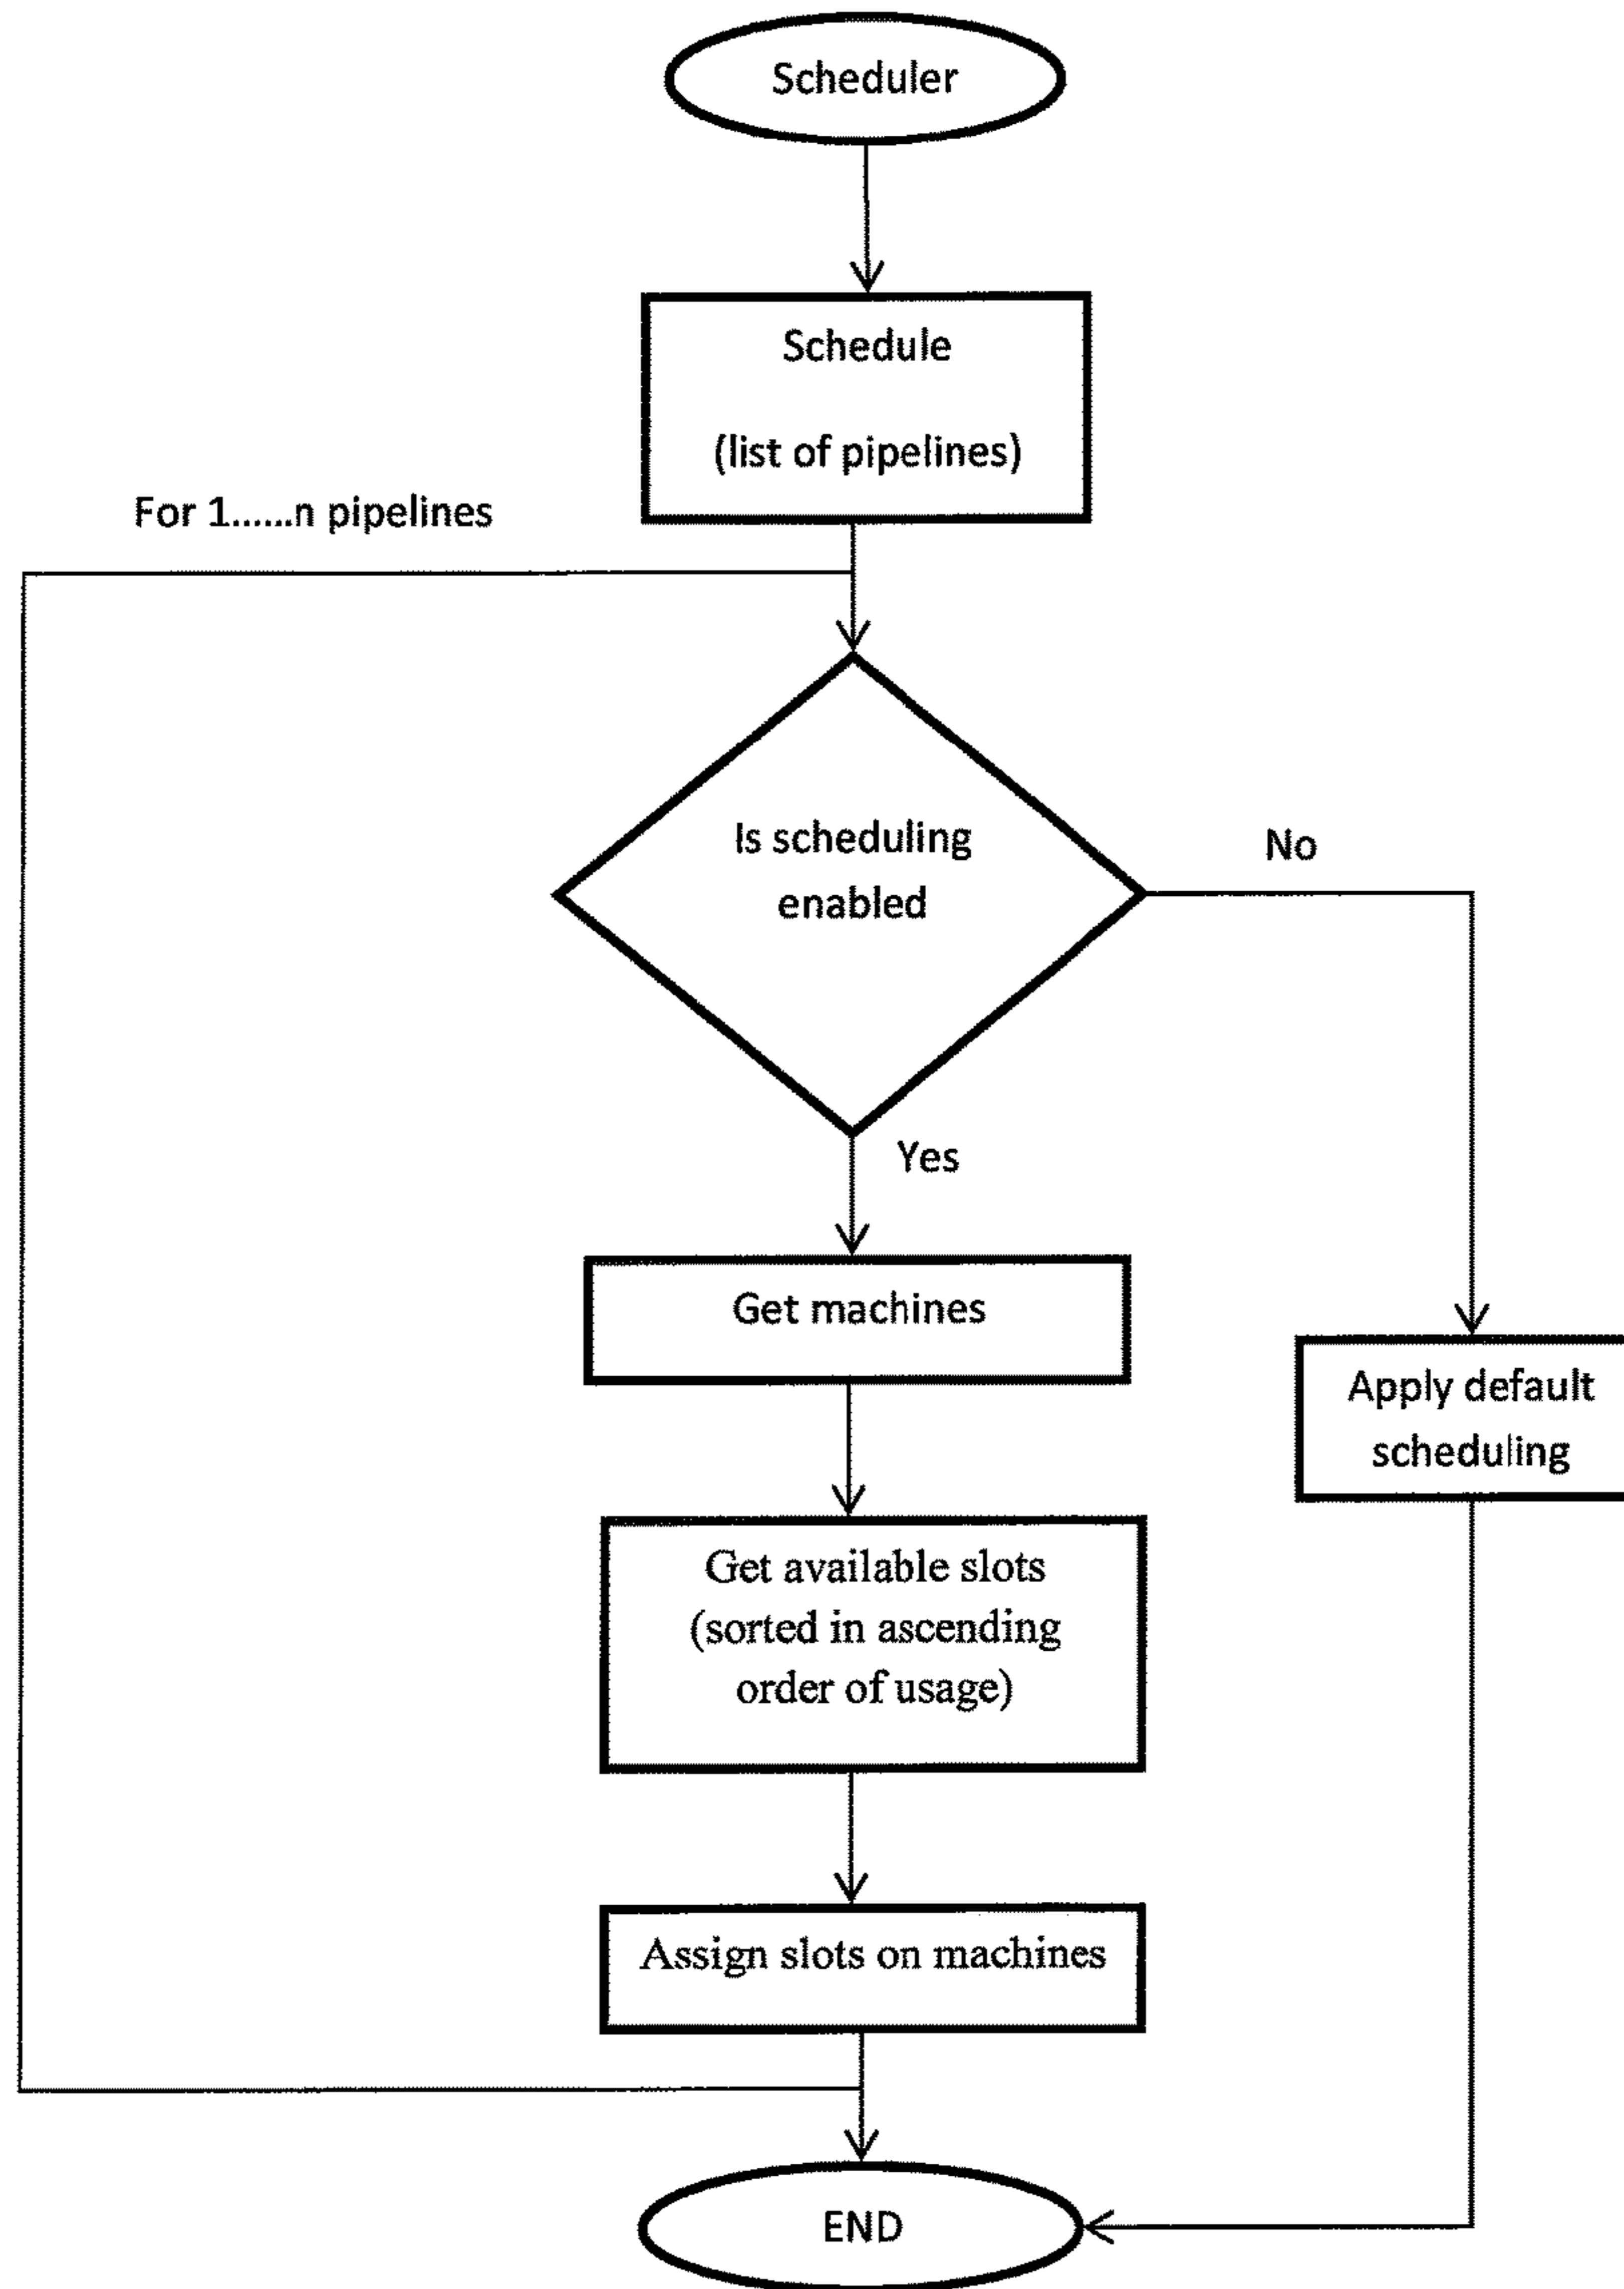 Scheduler
Schedule
(list of pipelines)
For 1......n pipelines
Is scheduling
enabled
No
Yes
Get machines
Apply default
scheduling
Get available slots
(sorted in ascending
order of usage)
Assign slots on machines
END